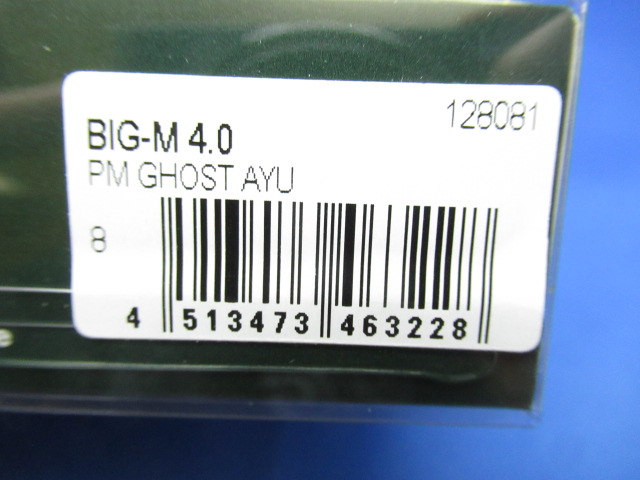 128081
BIG-M 4.0
PM GHOST AYU
8
4 513473 463228
e